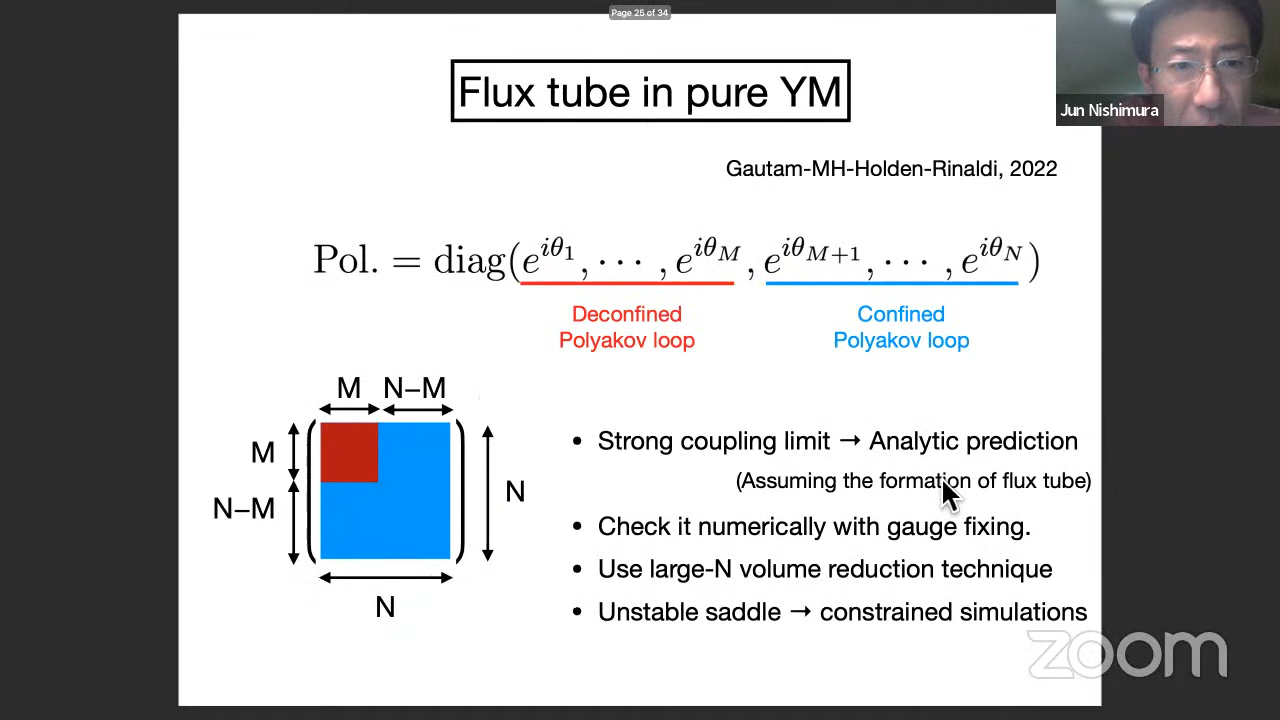 Page 25 of 34
Flux tube in pure YM
Jun Nishimura
Gautam-MH-Holden-Rinaldi, 2022
Pol. = diag(e^{iθ_1}, ⋯, e^{iθ_M}, e^{iθ_{M+1}}, ⋯, e^{iθ_N})
Deconfined
Polyakov loop
Confined
Polyakov loop
M N–M
M
N–M
N
N
• Strong coupling limit → Analytic prediction
(Assuming the formation of flux tube)
• Check it numerically with gauge fixing.
• Use large-N volume reduction technique
• Unstable saddle → constrained simulations
zoom